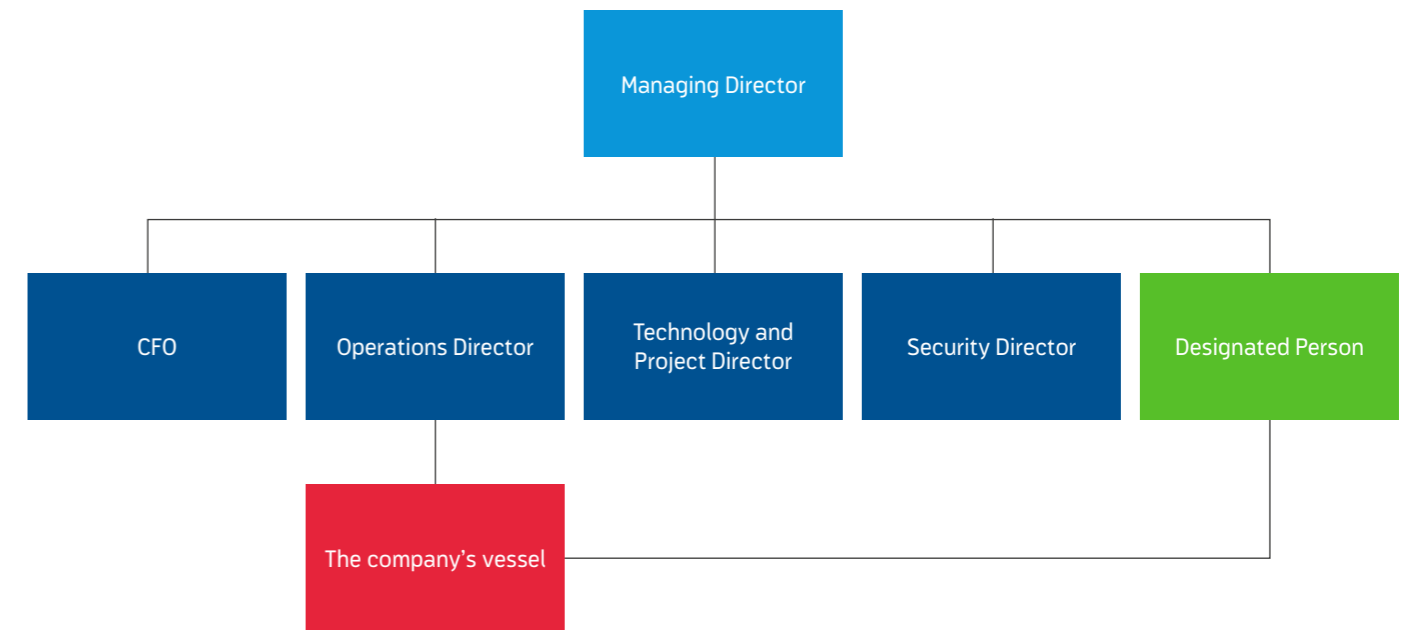 Managing Director
CFO
Operations Director
Technology and
Project Director
Security Director
Designated Person
The company’s vessel